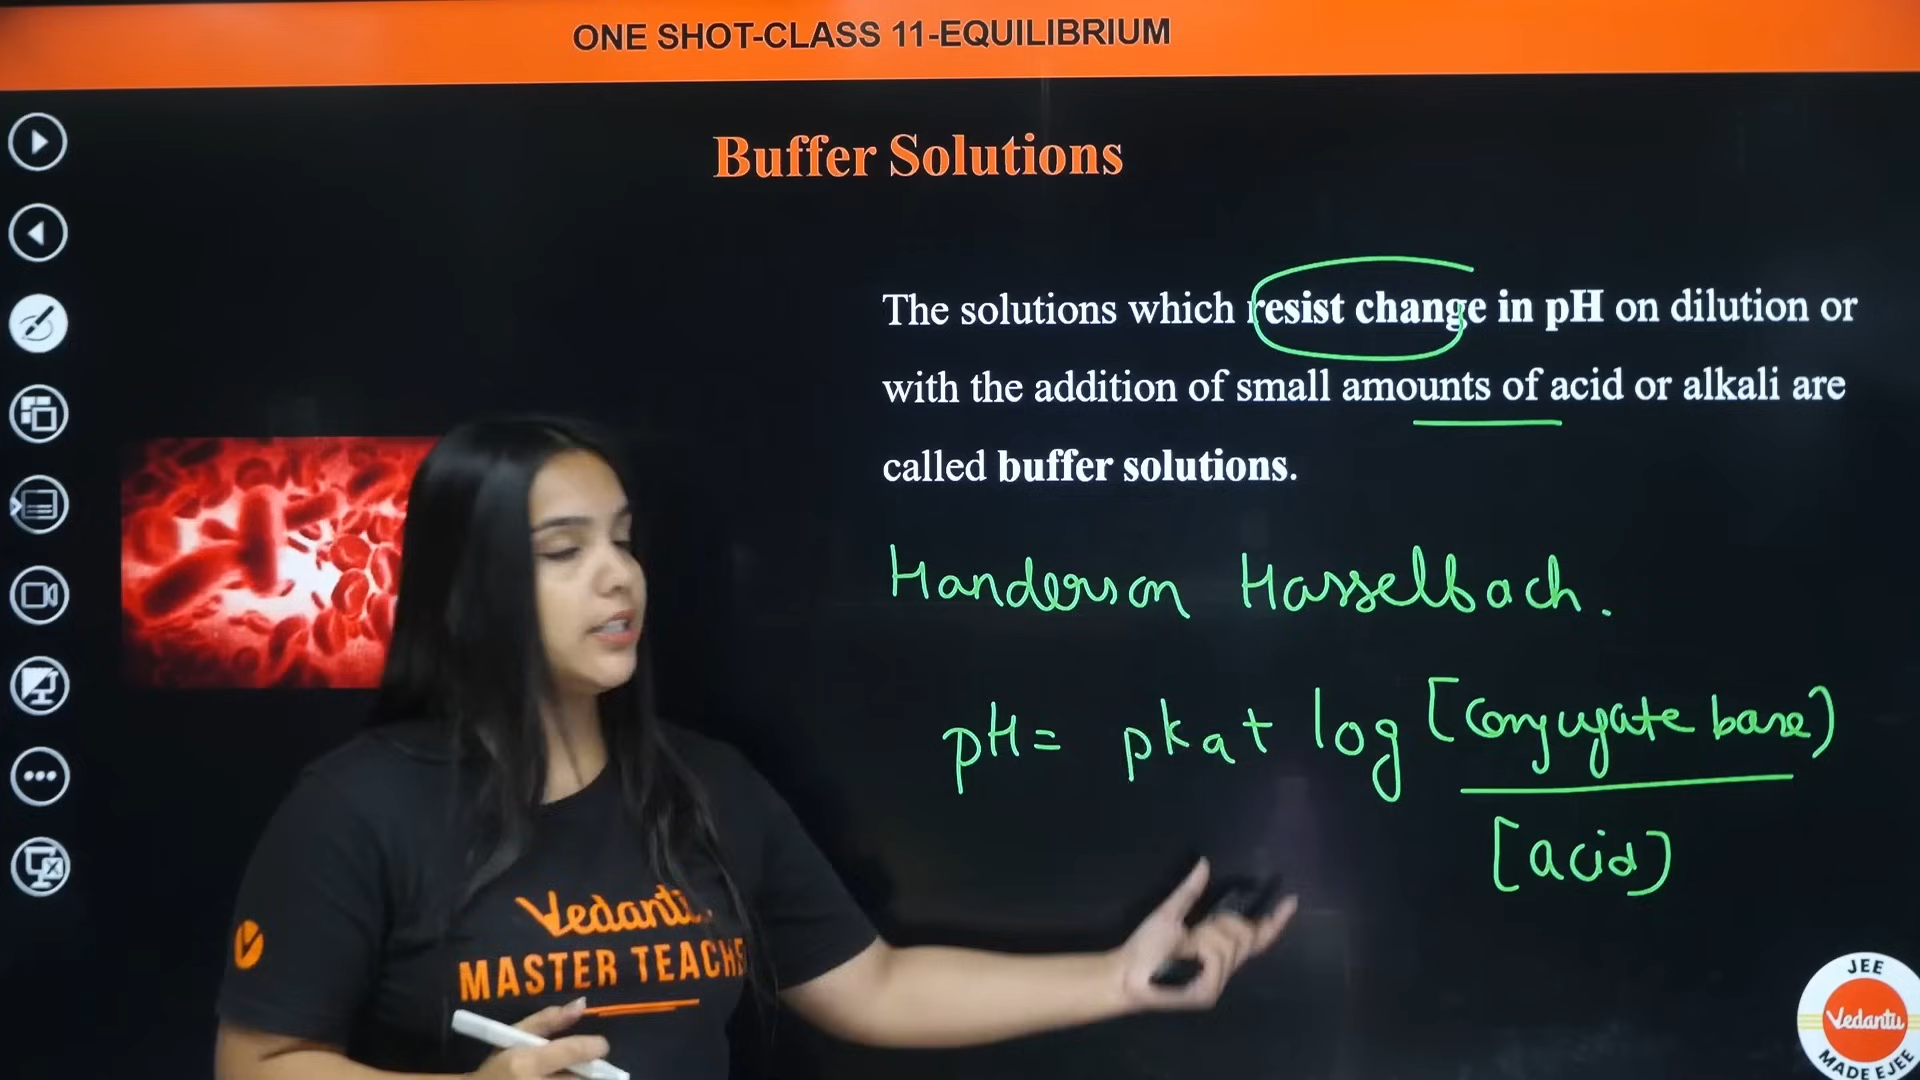 ONE SHOT-CLASS 11-EQUILIBRIUM
Buffer Solutions
The solutions which resist change in pH on dilution or
with the addition of small amounts of acid or alkali are
called buffer solutions.
Handerson Hasselbach.
pH = pka + log [conjugate base)
[acid)
Vedantu
MASTER TEACHE
JEE
Vedantu
MADE EJEE